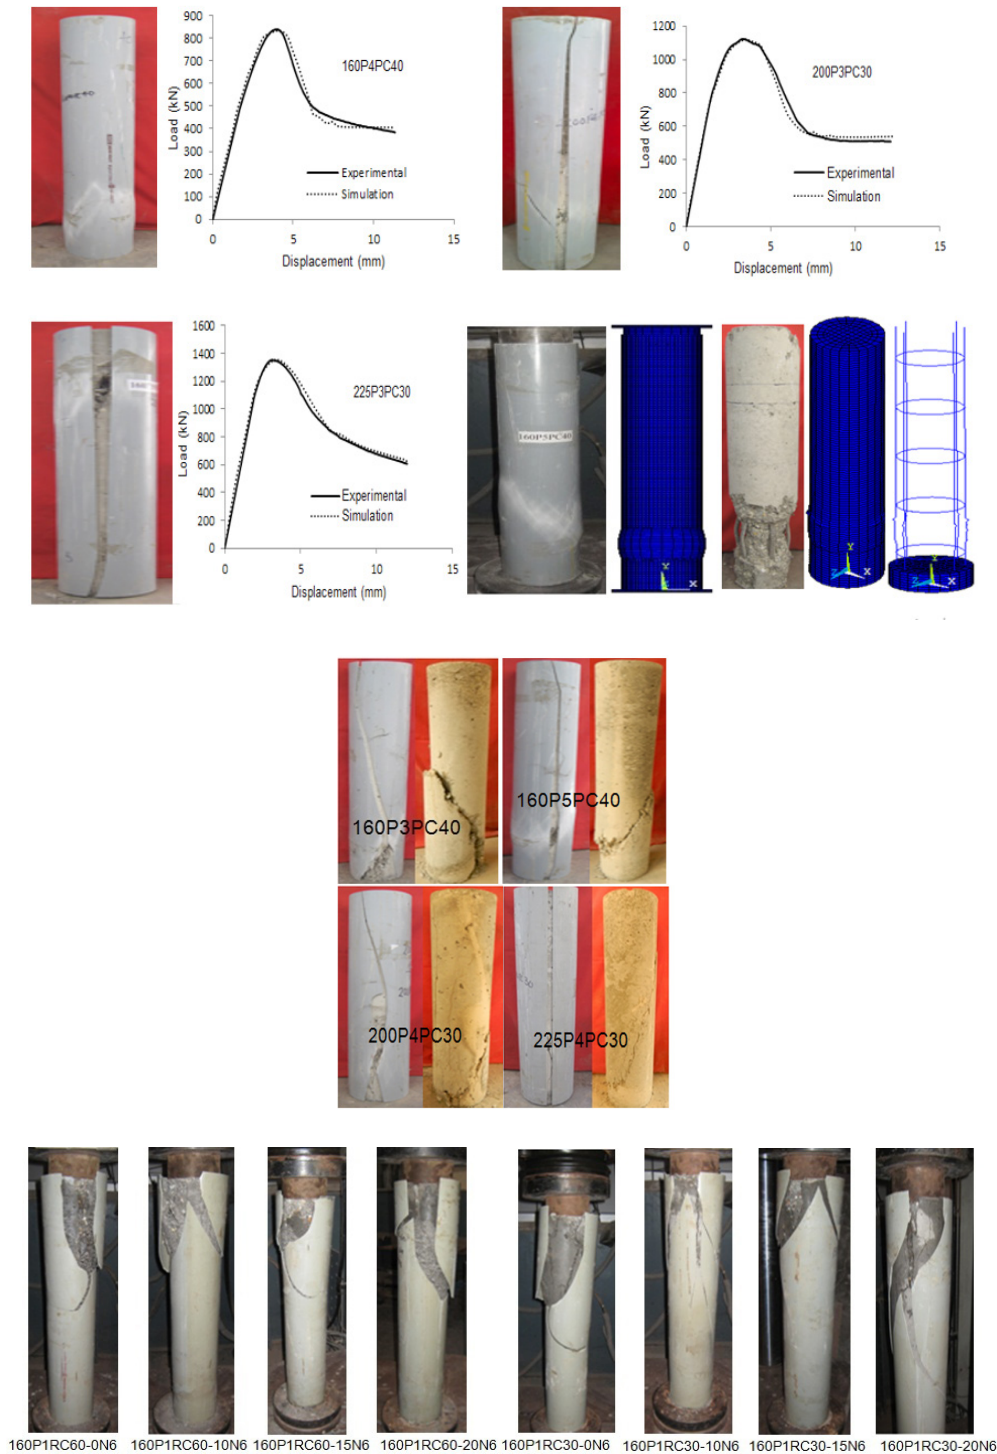 900
800
700
600
500
400
300
200
100
0
Load (kN)
160P4PC40
Experimental
Simulation
0 5 10 15
Displacement (mm)
1200
1000
800
600
400
200
0
Load (kN)
200P3PC30
Experimental
Simulation
0 5 10 15
Displacement (mm)
1600
1400
1200
1000
800
600
400
200
0
Load (kN)
225P3PC30
Experimental
Simulation
0 5 10 15
Displacement (mm)
160P5PC40
Y
X
Y
Z
X
Y
Z
X
160P3PC40
160P5PC40
200P4PC30
225P4PC30
160P1RC60-0N6 160P1RC60-10N6 160P1RC60-15N6 160P1RC60-20N6 160P1RC30-0N6 160P1RC30-10N6 160P1RC3-15N6 160P1RC30-20N6